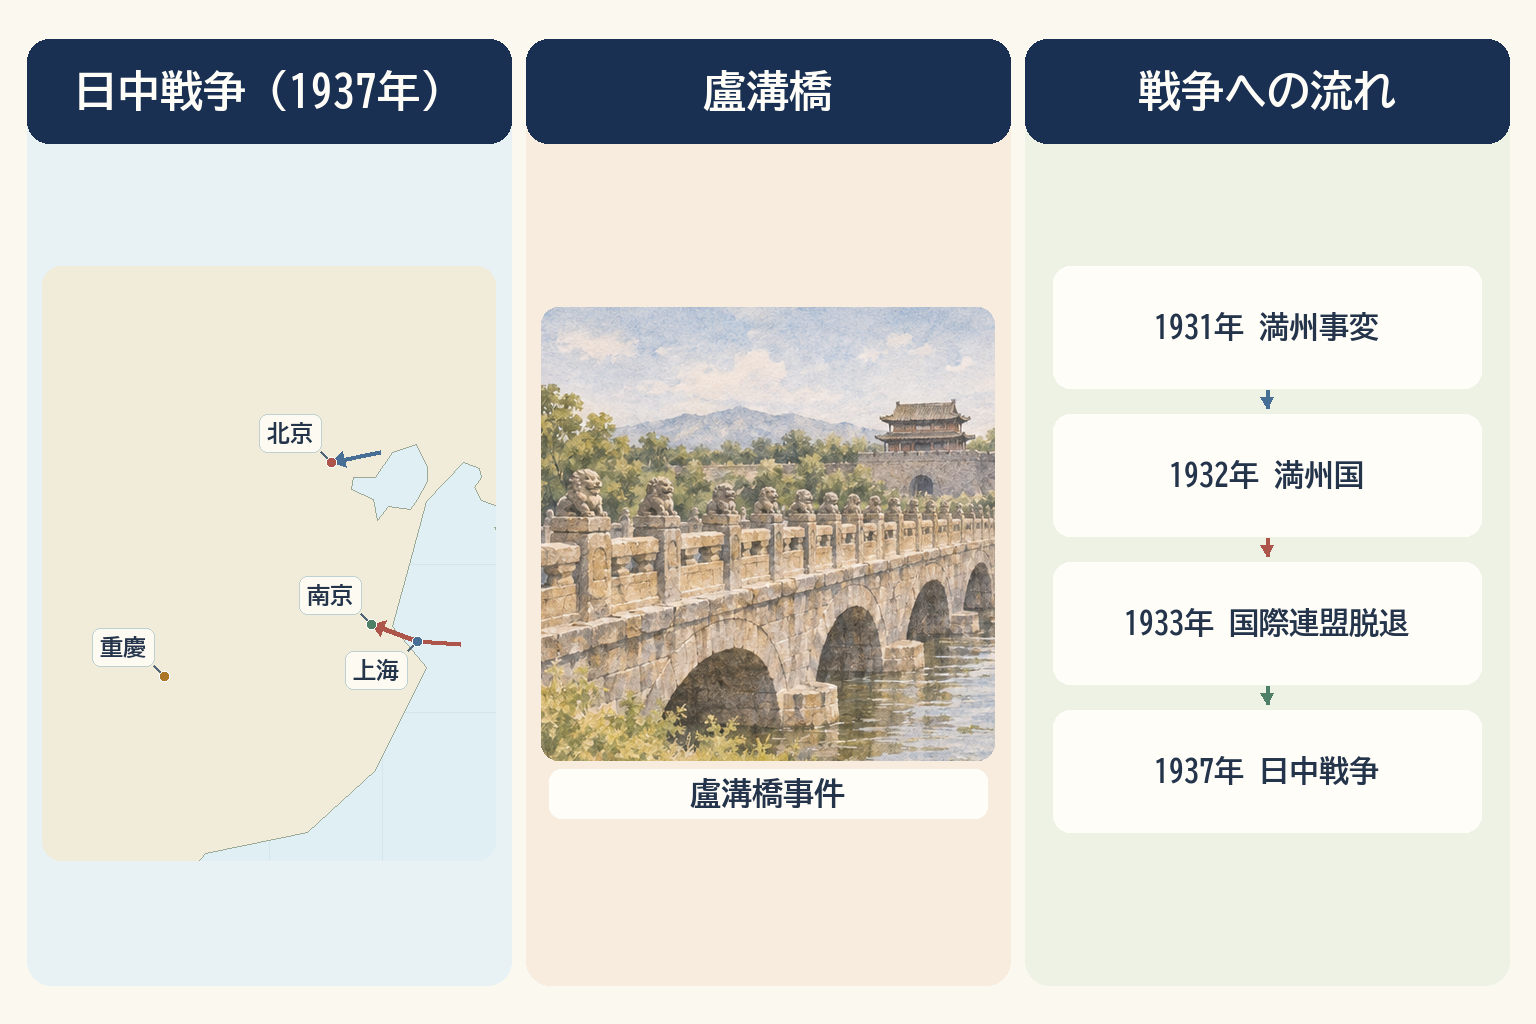 日中戦争（1937年）
北京
南京
重慶
上海
盧溝橋
盧溝橋事件
戦争への流れ
1931年 満州事変
1932年 満州国
1933年 国際連盟脱退
1937年 日中戦争